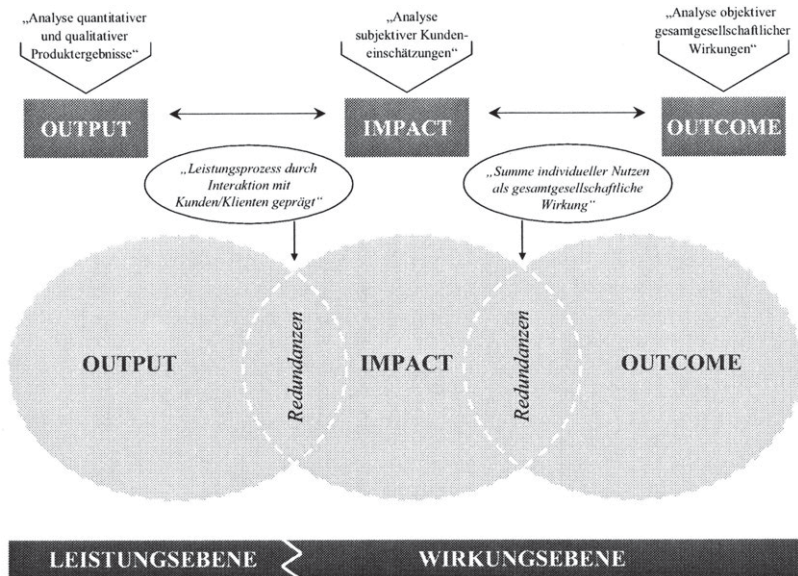 „Analyse quantitativer
und qualitativer
Produktergebnisse“
„Analyse
subjektiver Kunden-
einschätzungen“
„Analyse objektiver
gesamtgesellschaftlicher
Wirkungen“
OUTPUT
IMPACT
OUTCOME
„Leistungsprozess durch
Interaktion mit
Kunden/Klienten geprägt“
„Summe individueller Nutzen
als gesamtgesellschaftliche
Wirkung“
OUTPUT
Redundanzen
IMPACT
Redundanzen
OUTCOME
LEISTUNGSEBENE
WIRKUNGSEBENE